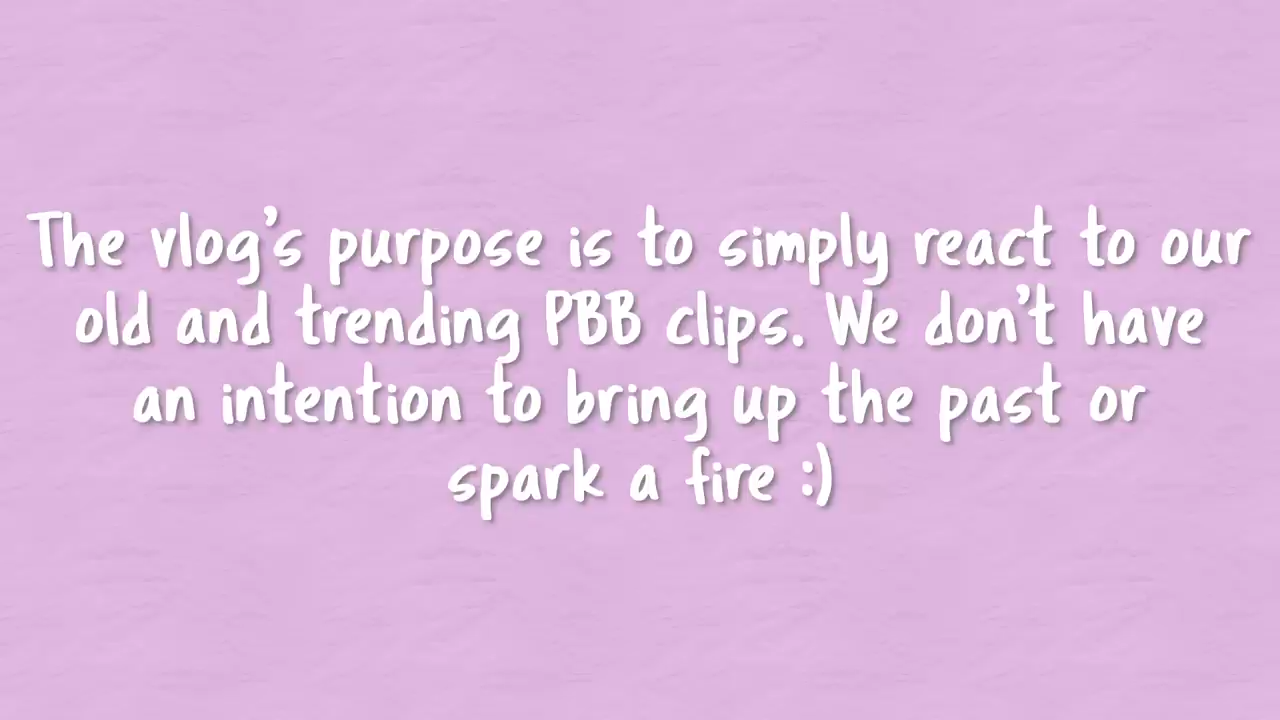 The vlog's purpose is to simply react to our
old and trending PBB clips. We don't have
an intention to bring up the past or
spark a fire :)